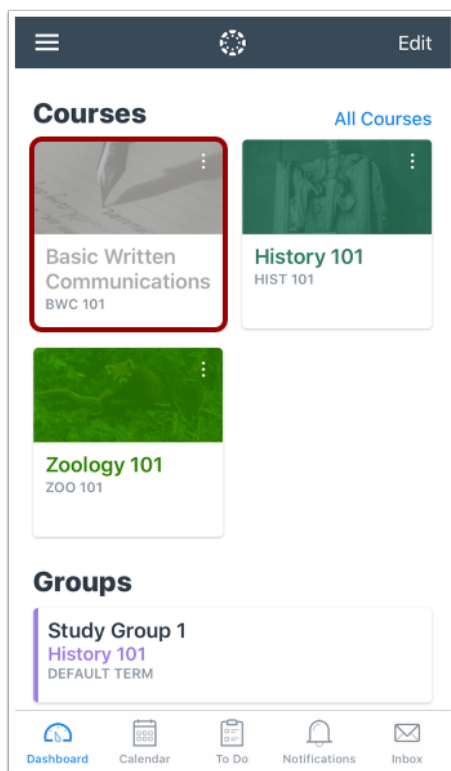 Edit
Courses
All Courses
Basic Written
Communications
BWC 101
History 101
HIST 101
Zoology 101
ZOO 101
Groups
Study Group 1
History 101
DEFAULT TERM
Dashboard
Calendar
To Do
Notifications
Inbox